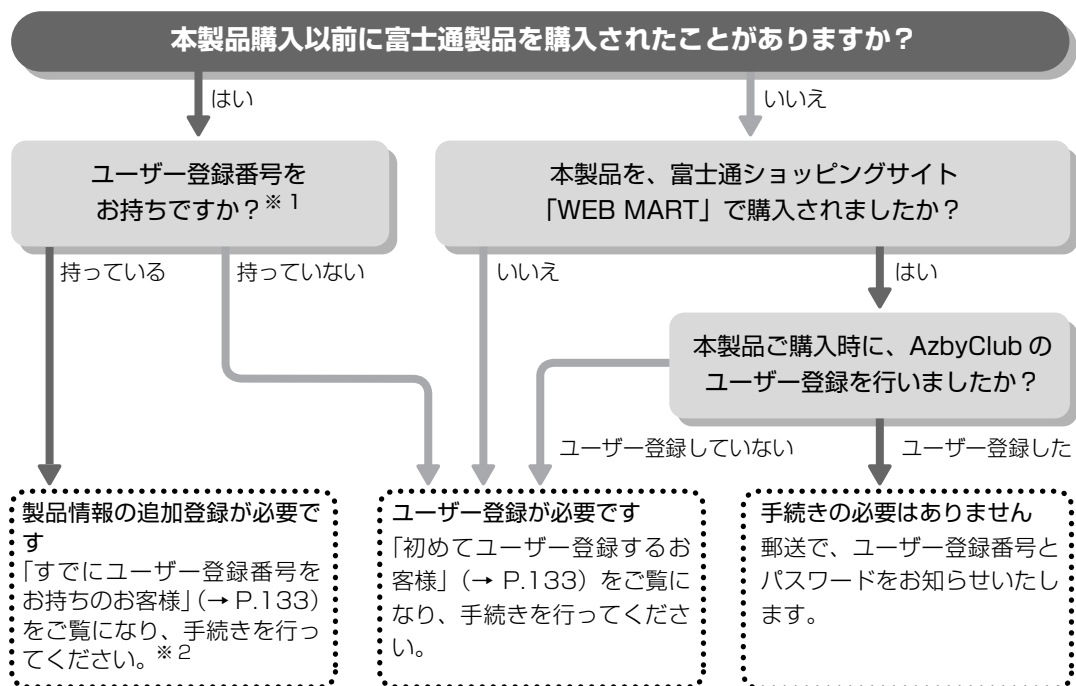 本製品購入以前に富士通製品を購入されたことがありますか？
はい
いいえ
ユーザー登録番号を
お持ちですか？※1
本製品を、富士通ショッピングサイト
「WEB MART」で購入されましたか？
持っている
持っていない
いいえ
はい
本製品ご購入時に、AzbyClub の
ユーザー登録を行いましたか？
ユーザー登録していない
ユーザー登録した
製品情報の追加登録が必要で
す
「すでにユーザー登録番号を
お持ちのお客様」（→ P.133）
をご覧になり、手続きを行っ
てください。※2
ユーザー登録が必要です
「初めてユーザー登録するお
客様」（→ P.133）をご覧に
なり、手続きを行ってくださ
い。
手続きの必要はありません
郵送で、ユーザー登録番号と
パスワードをお知らせいたし
ます。